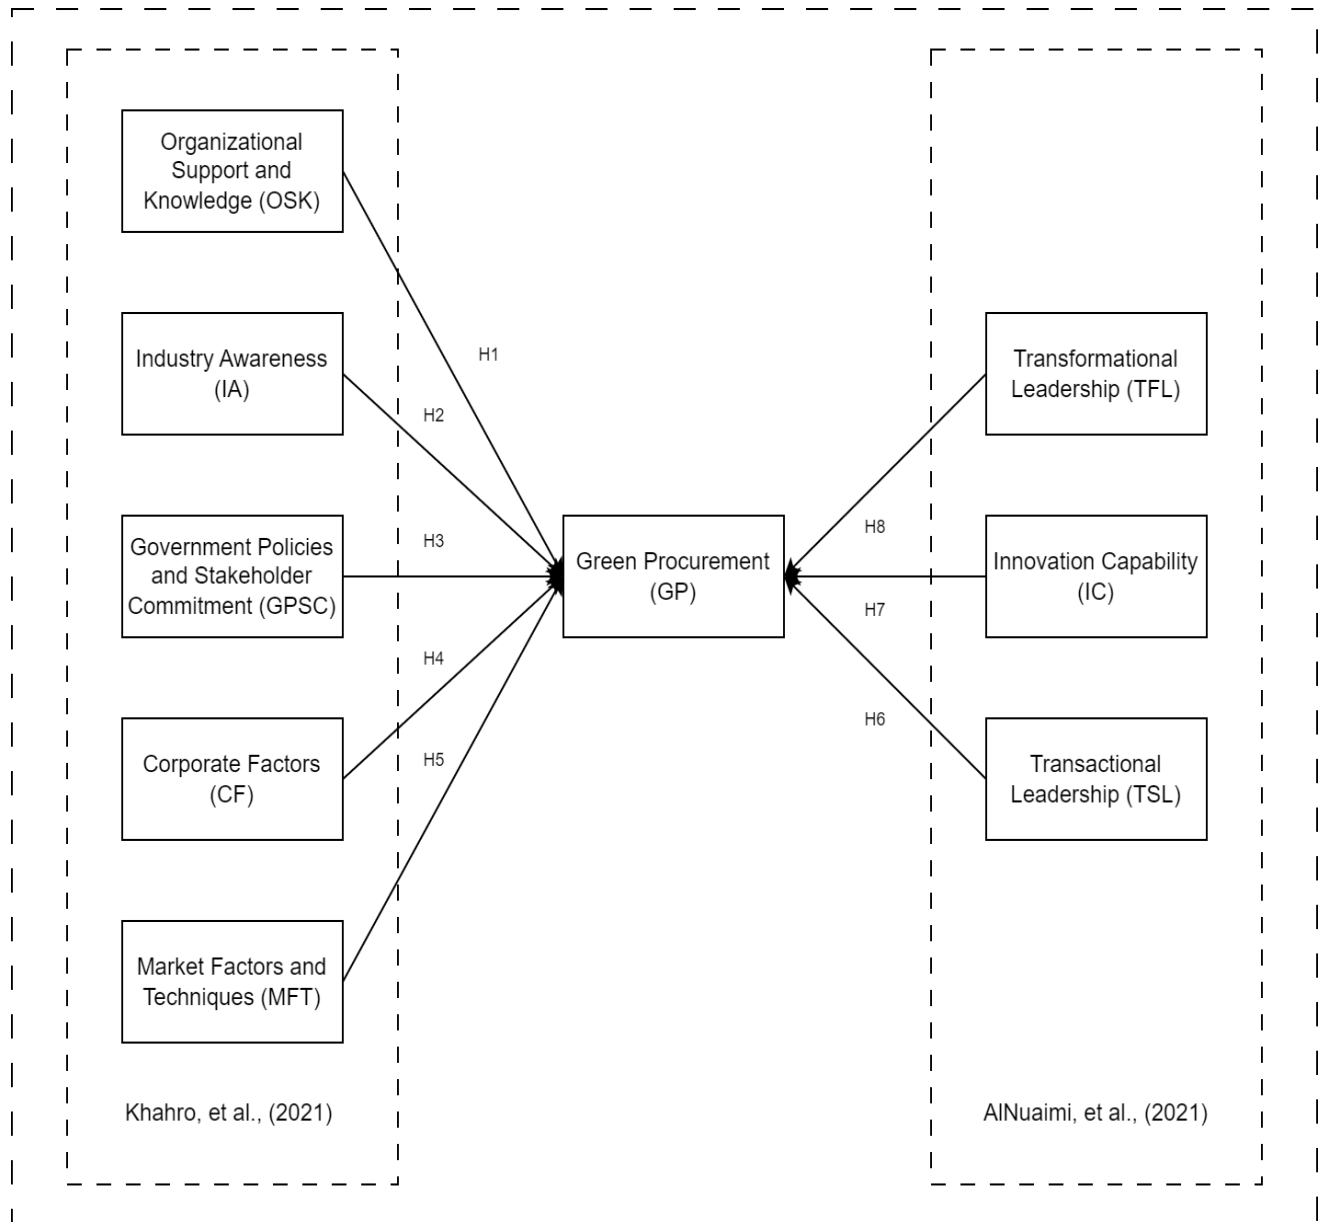 Organizational
Support and
Knowledge (OSK)
H1
Industry Awareness
(IA)
H2
Government Policies
and Stakeholder
Commitment (GPSC)
H3
Corporate Factors
(CF)
H4
Market Factors and
Techniques (MFT)
H5
Khahro, et al., (2021)
Green Procurement
(GP)
Transformational
Leadership (TFL)
H8
Innovation Capability
(IC)
H7
Transactional
Leadership (TSL)
H6
AlNuaimi, et al., (2021)